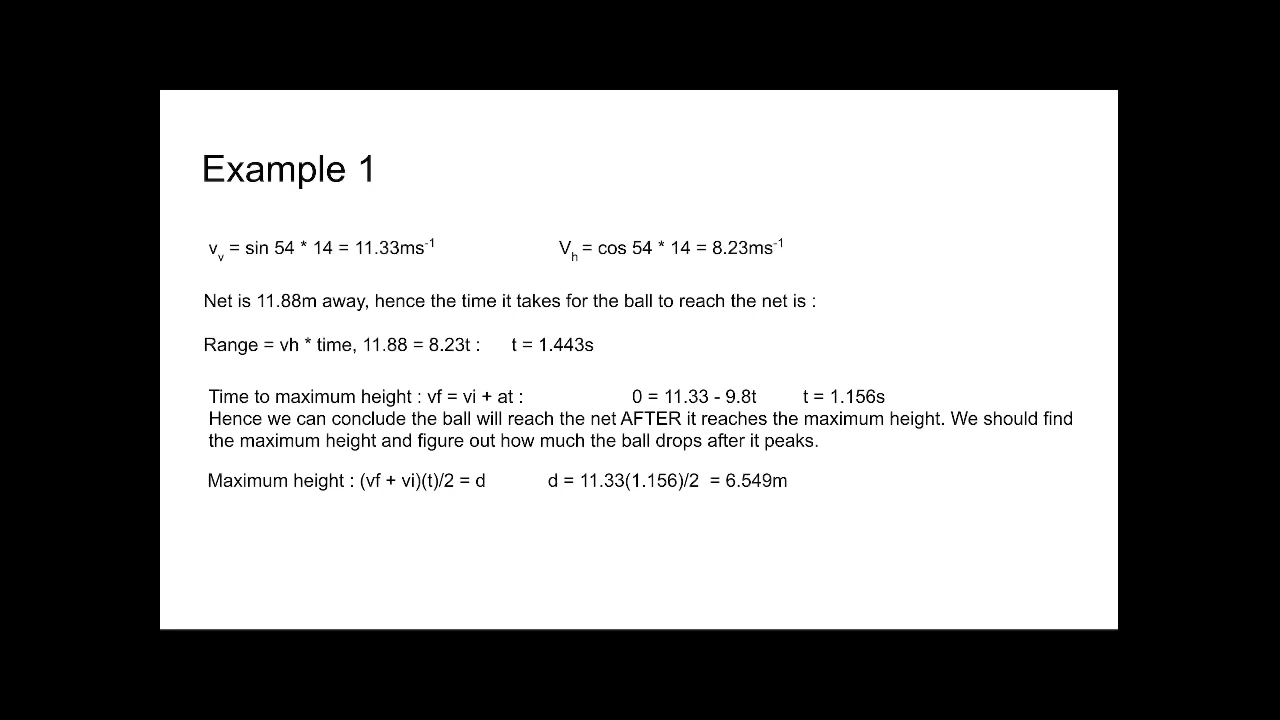 Example 1
vv = sin 54 * 14 = 11.33ms-1 Vh = cos 54 * 14 = 8.23ms-1
Net is 11.88m away, hence the time it takes for the ball to reach the net is :
Range = vh * time, 11.88 = 8.23t : t = 1.443s
Time to maximum height : vf = vi + at : 0 = 11.33 - 9.8t t = 1.156s
Hence we can conclude the ball will reach the net AFTER it reaches the maximum height. We should find
the maximum height and figure out how much the ball drops after it peaks.
Maximum height : (vf + vi)(t)/2 = d d = 11.33(1.156)/2 = 6.549m